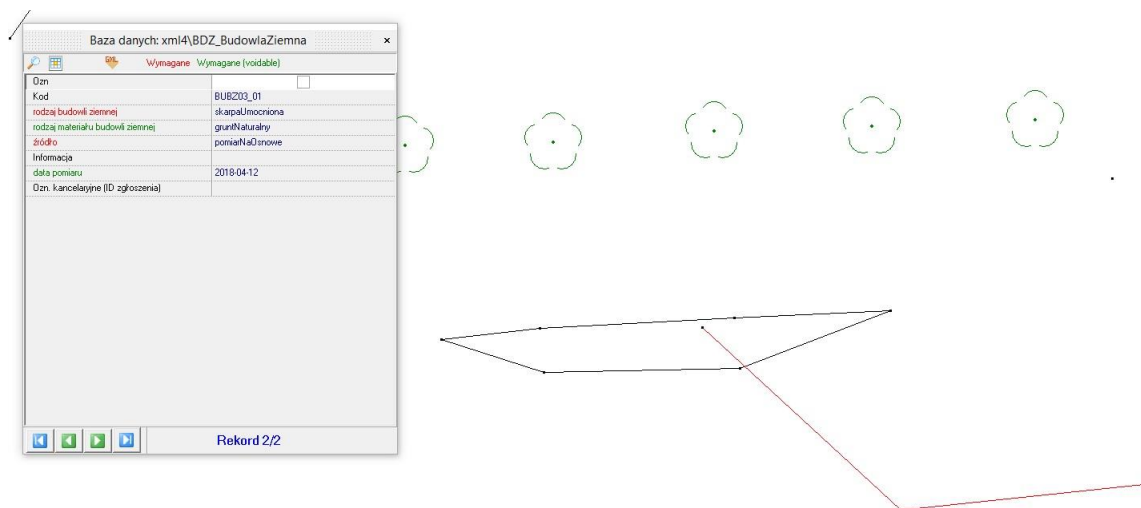 Baza danych: xml4\BDZ_BudowlaZiemna ×
GML Wymagane Wymagane (voidable)
Ozn
Kod BUBZ03_01
rodzaj budowli ziemnej skarpaUmocniona
rodzaj materiału budowli ziemnej gruntNaturalny
źródło pomiarNaOsnowe
Informacja
data pomiaru 2018-04-12
Ozn. kancelaryjne (ID zgłoszenia)
Rekord 2/2